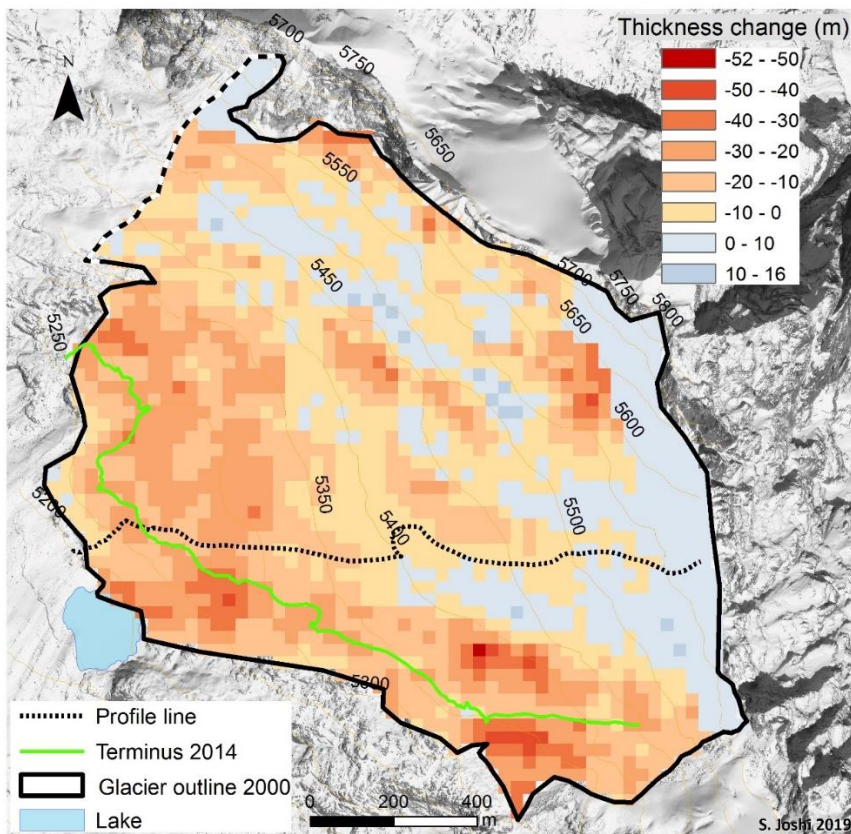 5700
5750
5650
5550
5450
5250
5200
5350
5400
5500
5600
5700
5750
5650
5800
5300
N
Thickness change (m)
-52 - -50
-50 - -40
-40 - -30
-30 - -20
-20 - -10
-10 - 0
0 - 10
10 - 16
Profile line
Terminus 2014
Glacier outline 2000
Lake
0 200 400
m
S. Joshi 2019